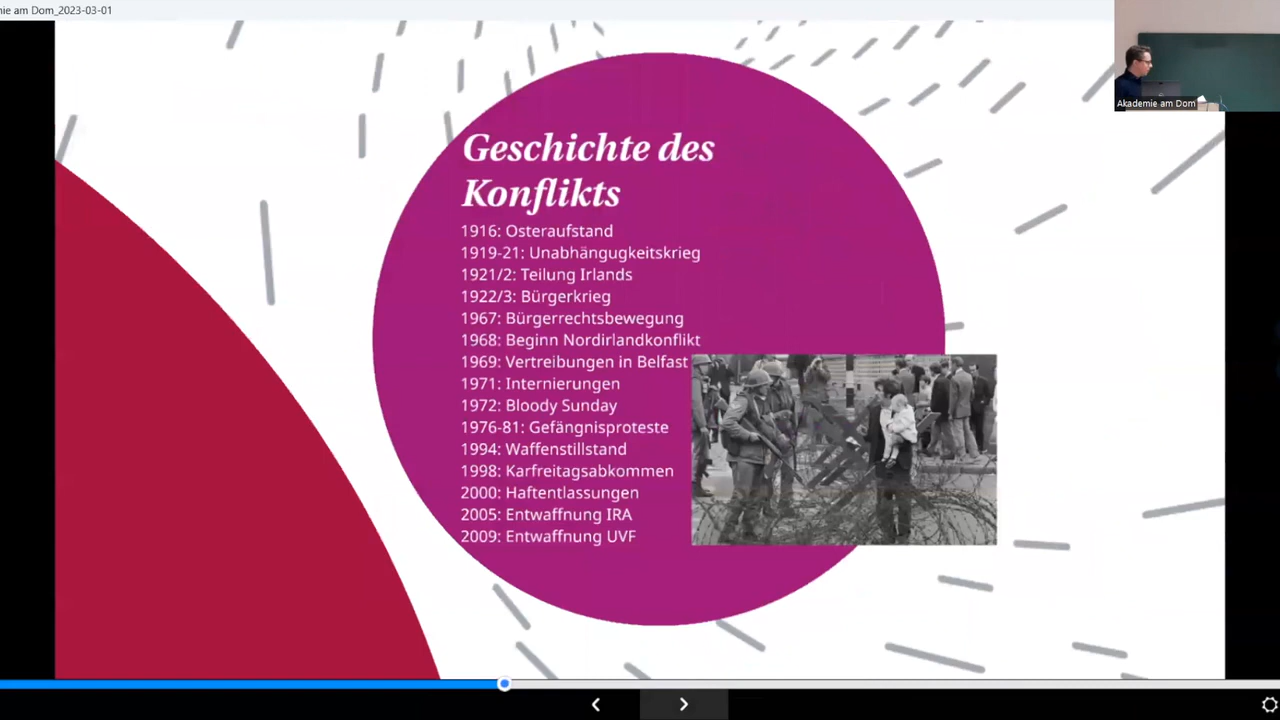 nie am Dom_2023-03-01
Akademie am Dom
Geschichte des
Konflikts
1916: Osteraufstand
1919-21: Unabhängugkeitskrieg
1921/2: Teilung Irlands
1922/3: Bürgerkrieg
1967: Bürgerrechtsbewegung
1968: Beginn Nordirlandkonflikt
1969: Vertreibungen in Belfast
1971: Internierungen
1972: Bloody Sunday
1976-81: Gefängnisproteste
1994: Waffenstillstand
1998: Karfreitagsabkommen
2000: Haftentlassungen
2005: Entwaffnung IRA
2009: Entwaffnung UVF